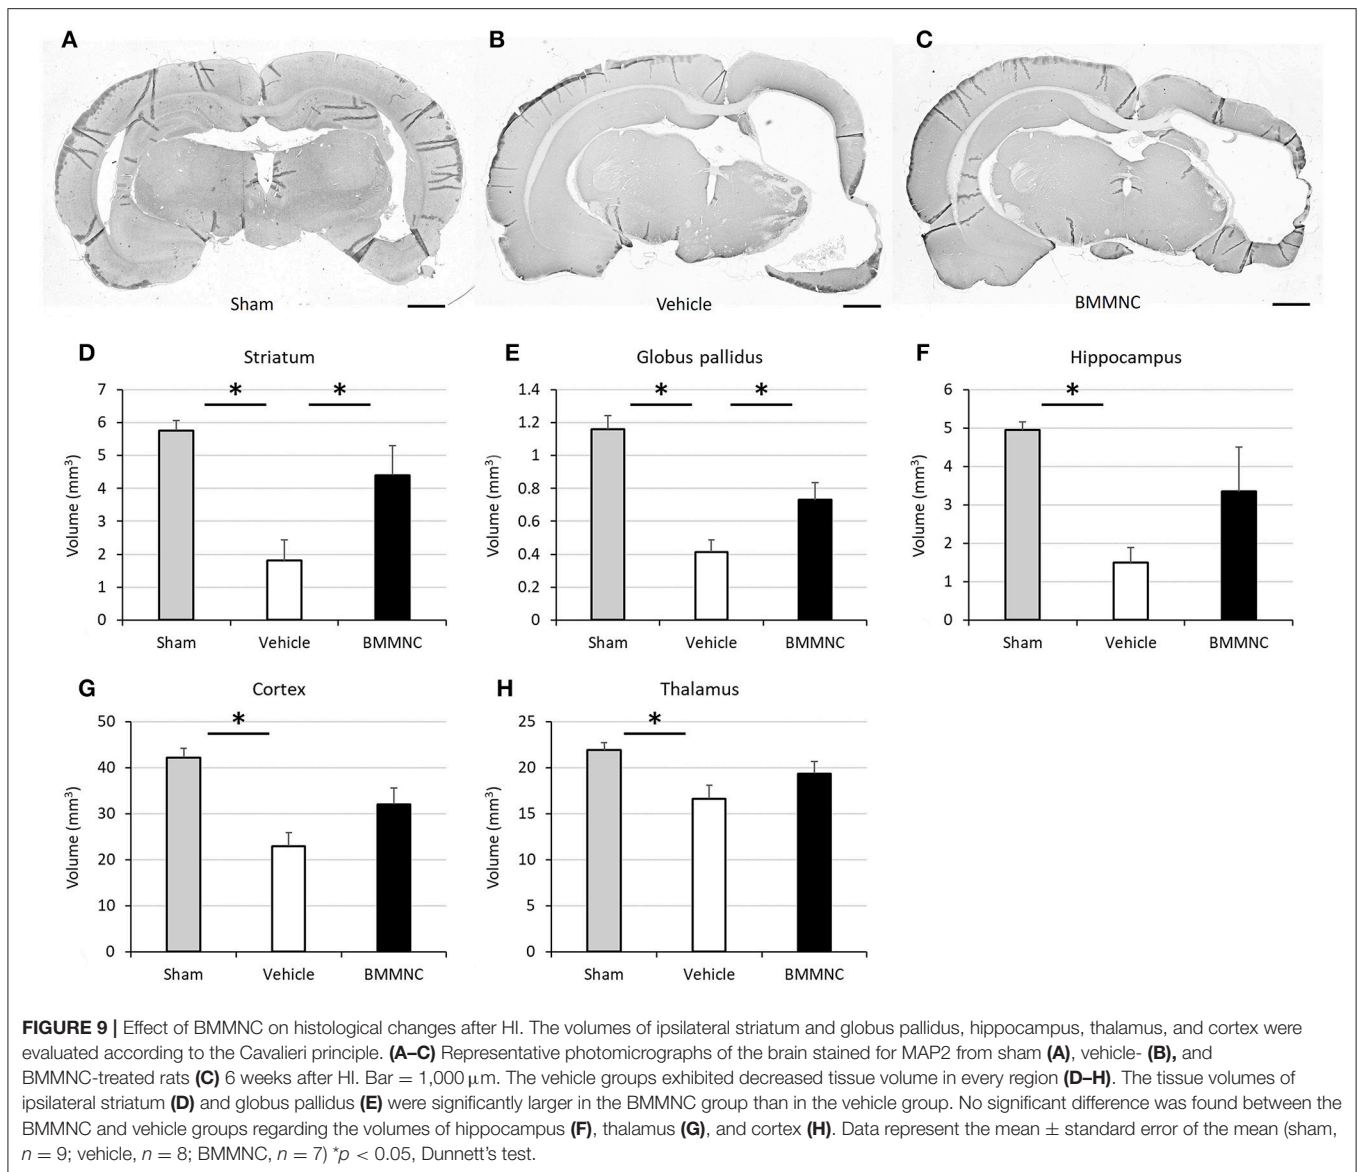 A
B
C
Sham
Vehicle
BMMNC
D
Striatum
Volume (mm³)
7
6
5
4
3
2
1
0
*
*
Sham Vehicle BMMNC
E
Globus pallidus
Volume (mm³)
1.4
1.2
1
0.8
0.6
0.4
0.2
0
*
*
Sham Vehicle BMMNC
F
Hippocampus
Volume (mm³)
6
5
4
3
2
1
0
*
Sham Vehicle BMMNC
G
Cortex
Volume (mm³)
50
40
30
20
10
0
*
Sham Vehicle BMMNC
H
Thalamus
Volume (mm³)
25
20
15
10
5
0
*
Sham Vehicle BMMNC
FIGURE 9 | Effect of BMMNC on histological changes after HI. The volumes of ipsilateral striatum and globus pallidus, hippocampus, thalamus, and cortex were
evaluated according to the Cavalieri principle. (A–C) Representative photomicrographs of the brain stained for MAP2 from sham (A), vehicle- (B), and
BMMNC-treated rats (C) 6 weeks after HI. Bar = 1,000 μm. The vehicle groups exhibited decreased tissue volume in every region (D–H). The tissue volumes of
ipsilateral striatum (D) and globus pallidus (E) were significantly larger in the BMMNC group than in the vehicle group. No significant difference was found between the
BMMNC and vehicle groups regarding the volumes of hippocampus (F), thalamus (G), and cortex (H). Data represent the mean ± standard error of the mean (sham,
n = 9; vehicle, n = 8; BMMNC, n = 7) *p < 0.05, Dunnett's test.